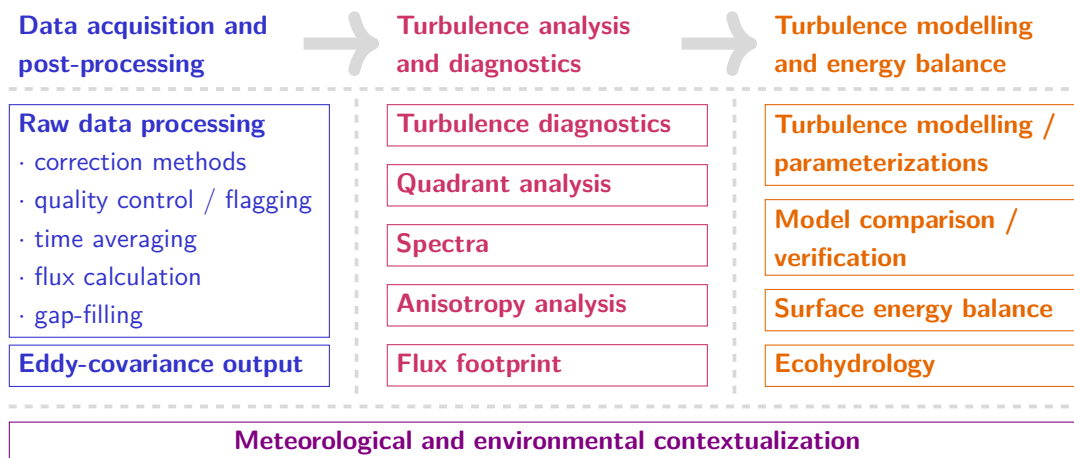 Data acquisition and
post-processing
Turbulence analysis
and diagnostics
Turbulence modelling
and energy balance
Raw data processing
· correction methods
· quality control / flagging
· time averaging
· flux calculation
· gap-filling
Eddy-covariance output
Turbulence diagnostics
Quadrant analysis
Spectra
Anisotropy analysis
Flux footprint
Turbulence modelling /
parameterizations
Model comparison /
verification
Surface energy balance
Ecohydrology
Meteorological and environmental contextualization